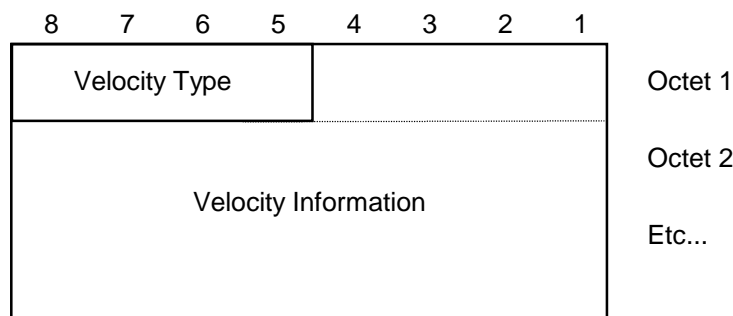 8 7 6 5 4 3 2 1
Velocity Type Octet 1
Octet 2
Velocity Information
Etc...